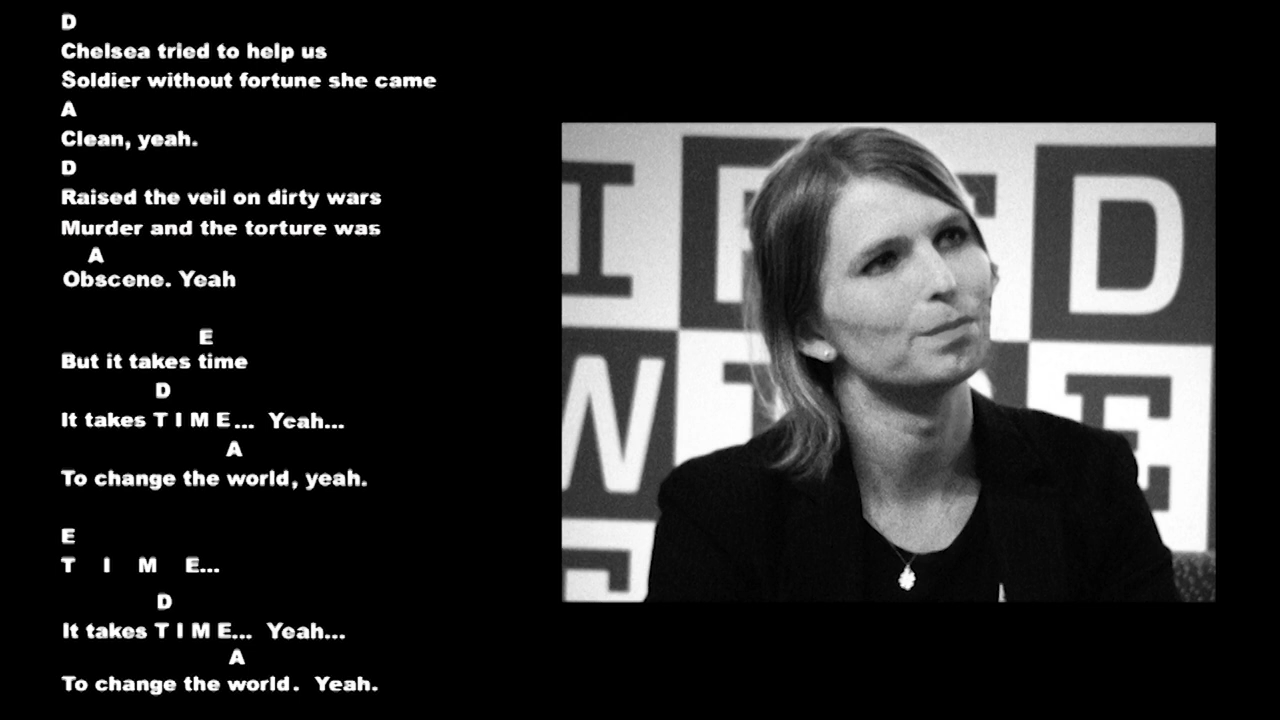 D
Chelsea tried to help us
Soldier without fortune she came
A
Clean, yeah.
D
Raised the veil on dirty wars
Murder and the torture was
A
Obscene. Yeah
E
But it takes time
D
It takes T I M E... Yeah...
A
To change the world, yeah.
E
T I M E...
D
It takes T I M E... Yeah...
A
To change the world. Yeah.
I D
W E